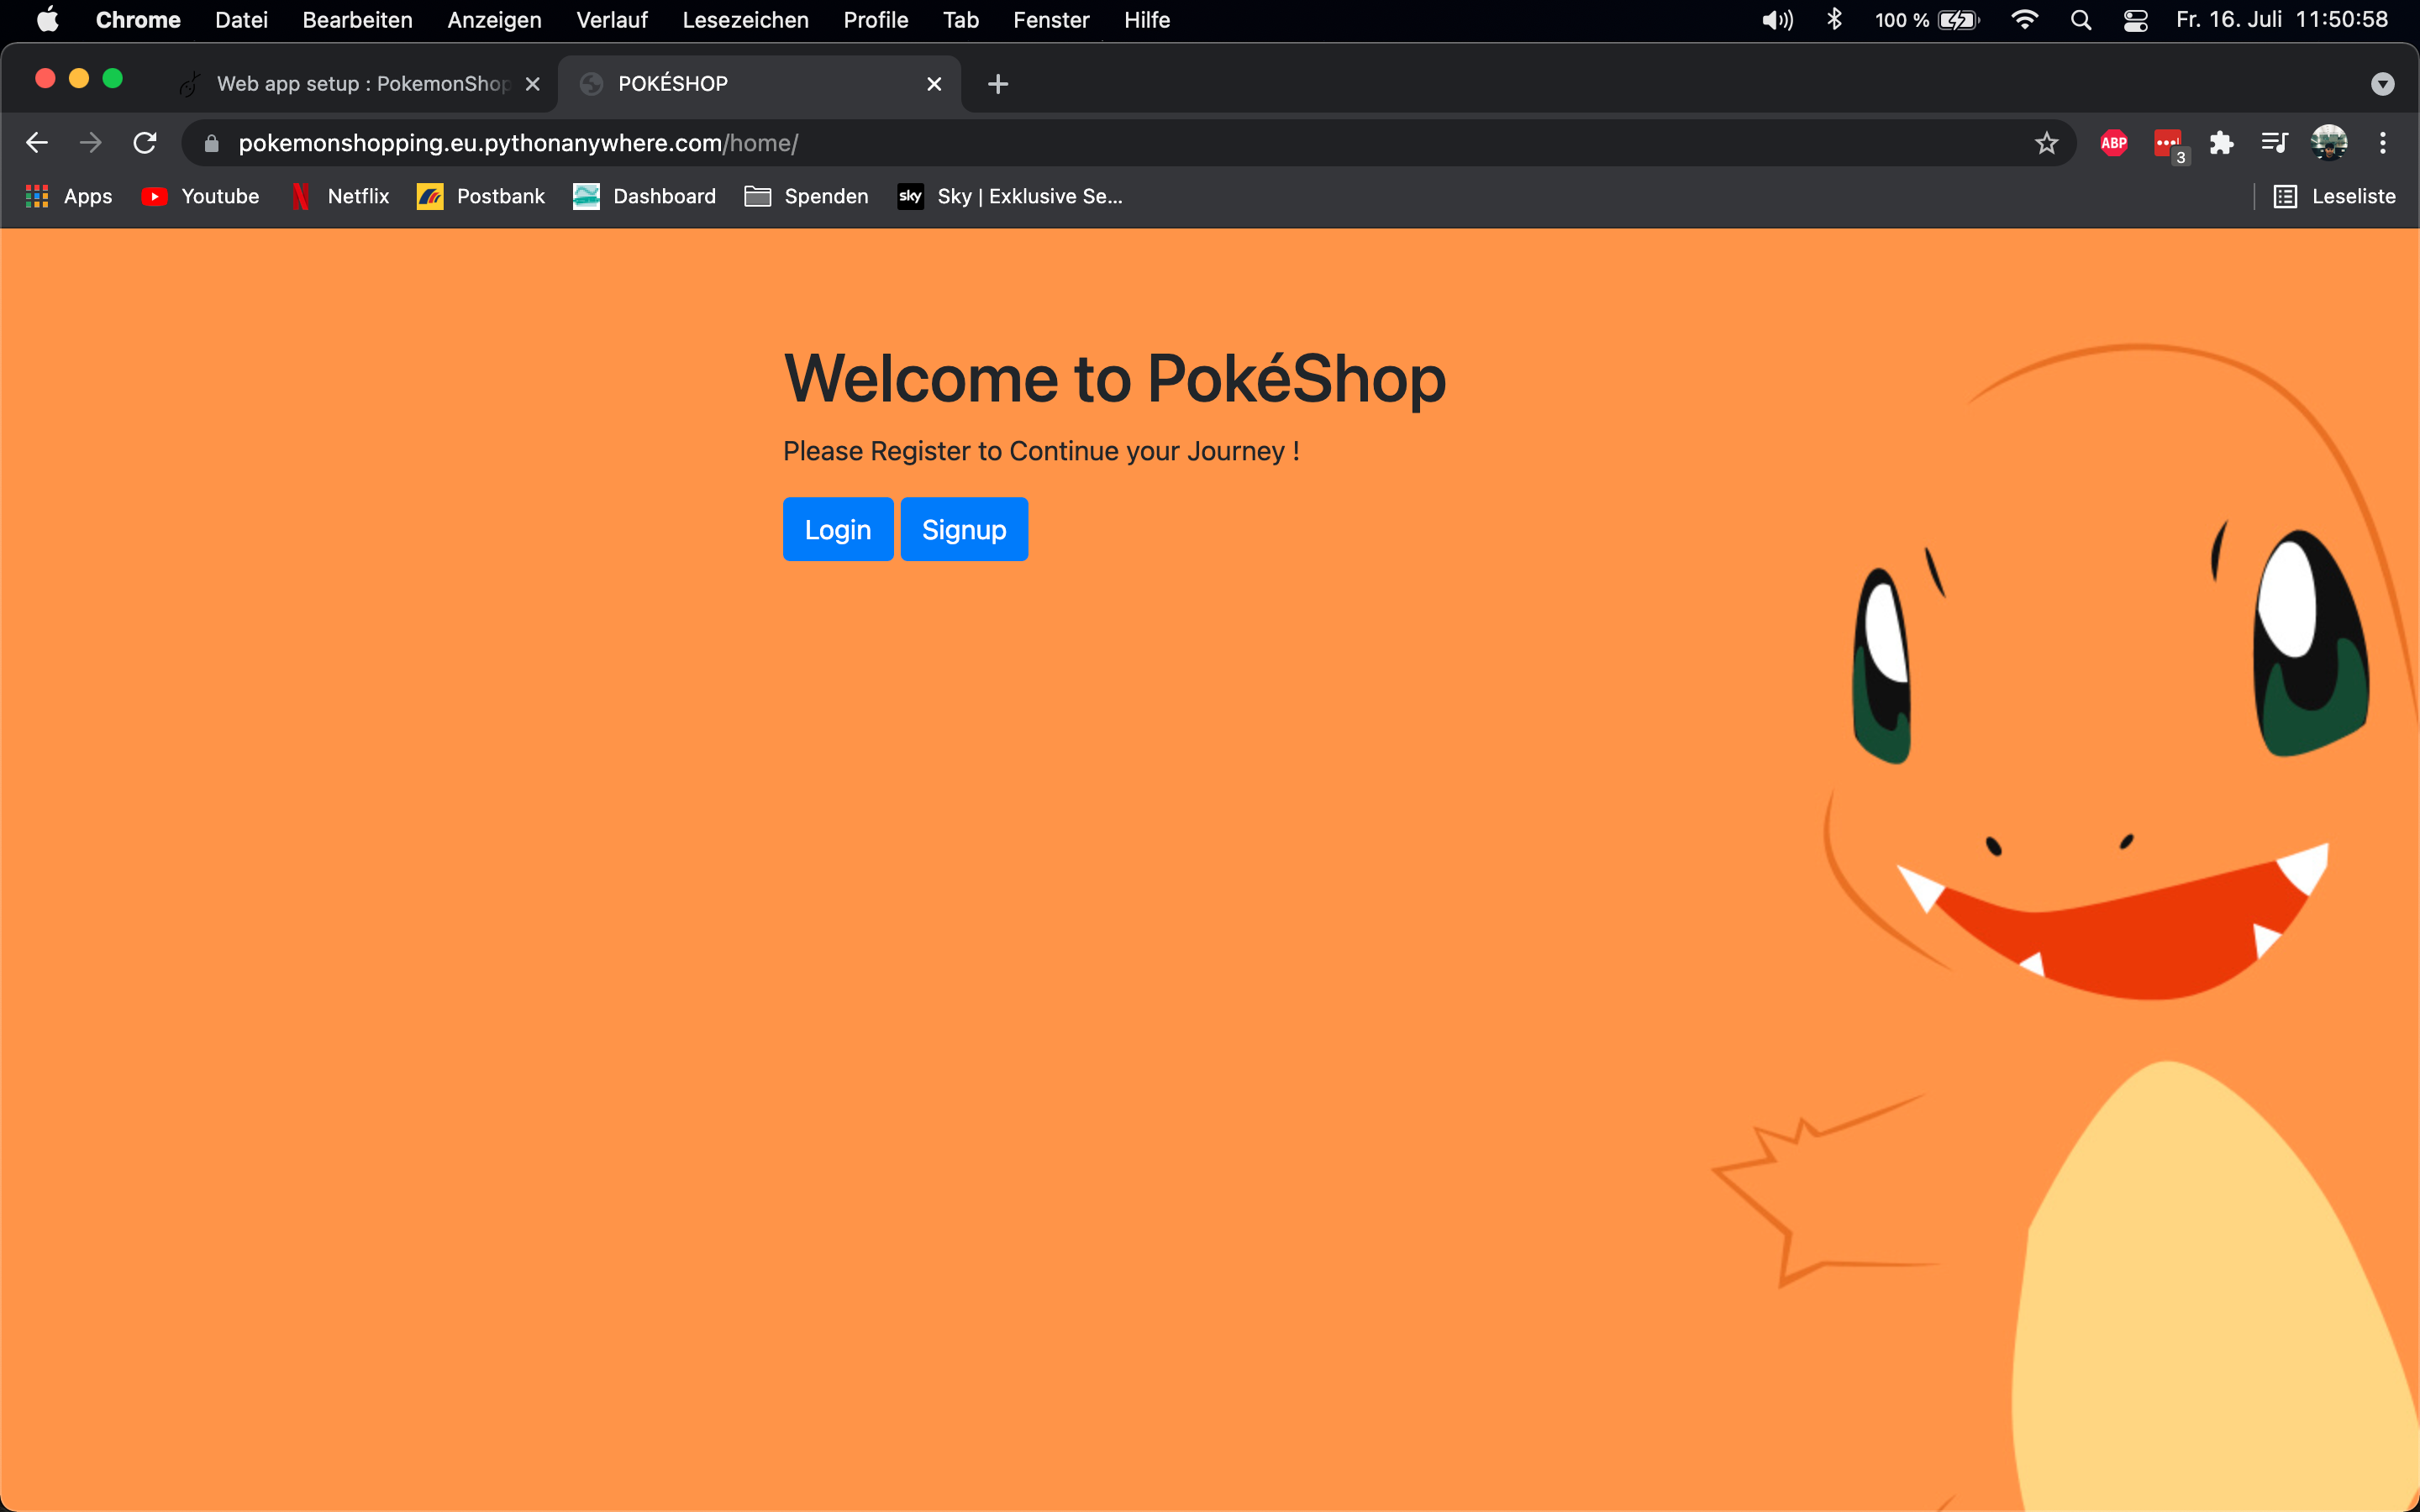 Chrome Datei Bearbeiten Anzeigen Verlauf Lesezeichen Profile Tab Fenster Hilfe 100 % Fr. 16. Juli 11:50:58
Web app setup : PokemonShop POKÉSHOP
pokemonshopping.eu.pythonanywhere.com/home/ ABP 3
Apps Youtube Netflix Postbank Dashboard Spenden sky Sky | Exklusive Se... Leseliste
Welcome to PokéShop
Please Register to Continue your Journey !
Login Signup